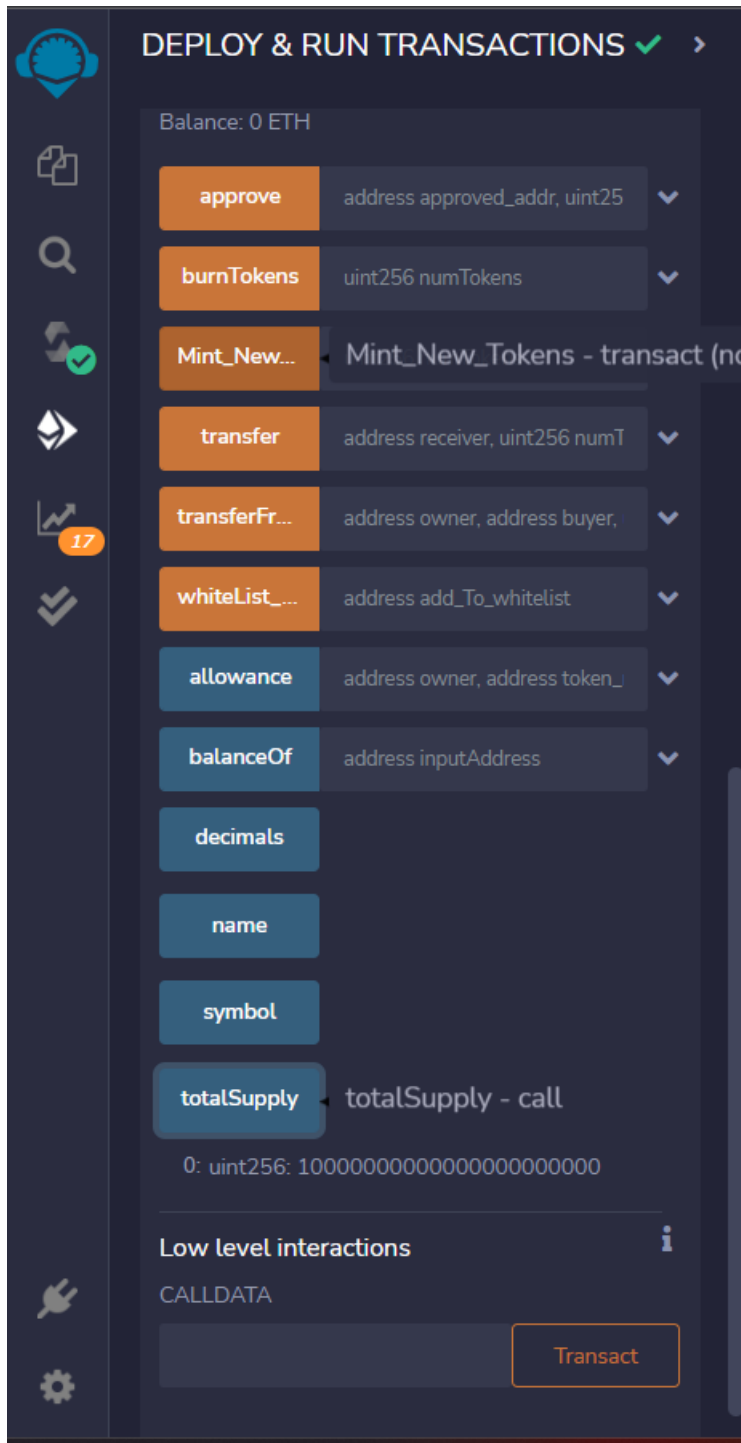 DEPLOY & RUN TRANSACTIONS
Balance: 0 ETH
approve address approved_addr, uint25
burnTokens uint256 numTokens
Mint_New... Mint_New_Tokens - transact (no
transfer address receiver, uint256 numT
transferFr... address owner, address buyer,
17
whiteList_... address add_To_whitelist
allowance address owner, address token_
balanceOf address inputAddress
decimals
name
symbol
totalSupply totalSupply - call
0: uint256: 10000000000000000000000
Low level interactions
CALLDATA
Transact